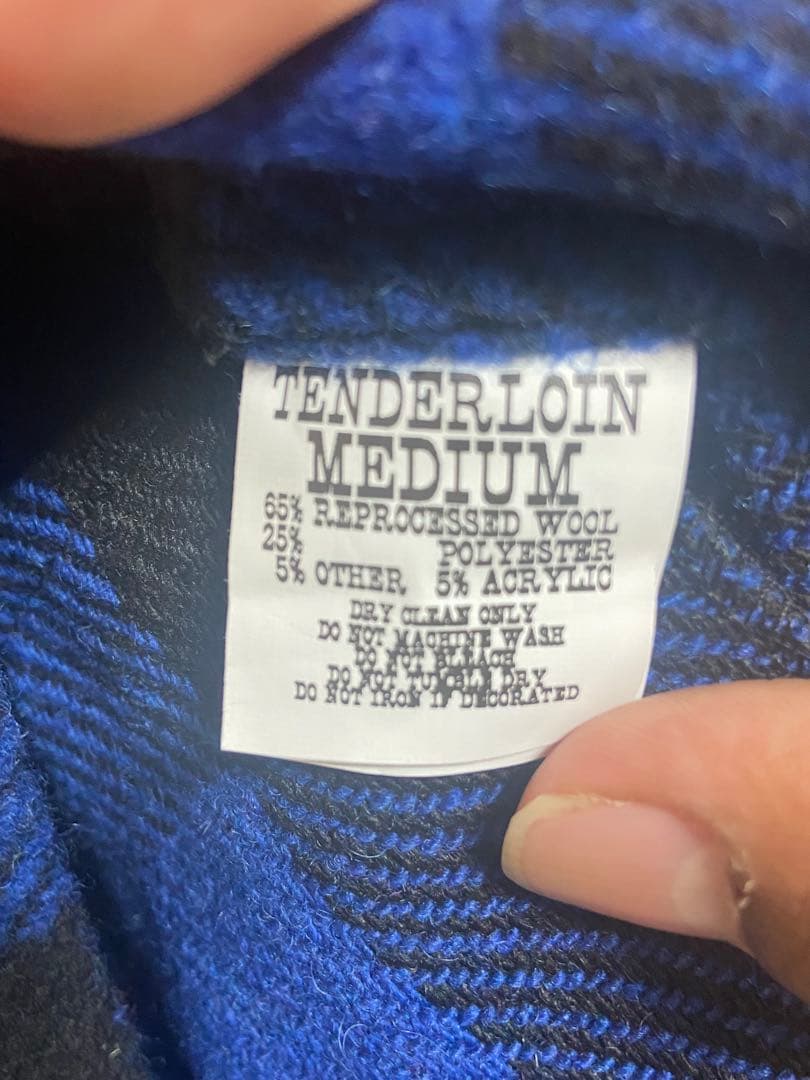 TENDERLOIN
MEDIUM
65% REPROCESSED WOOL
25% POLYESTER
5% OTHER 5% ACRYLIC
DRY CLEAN ONLY
DO NOT MACHINE WASH
DO NOT BLEACH
DO NOT TUMBLE DRY
DO NOT IRON IF DECORATED